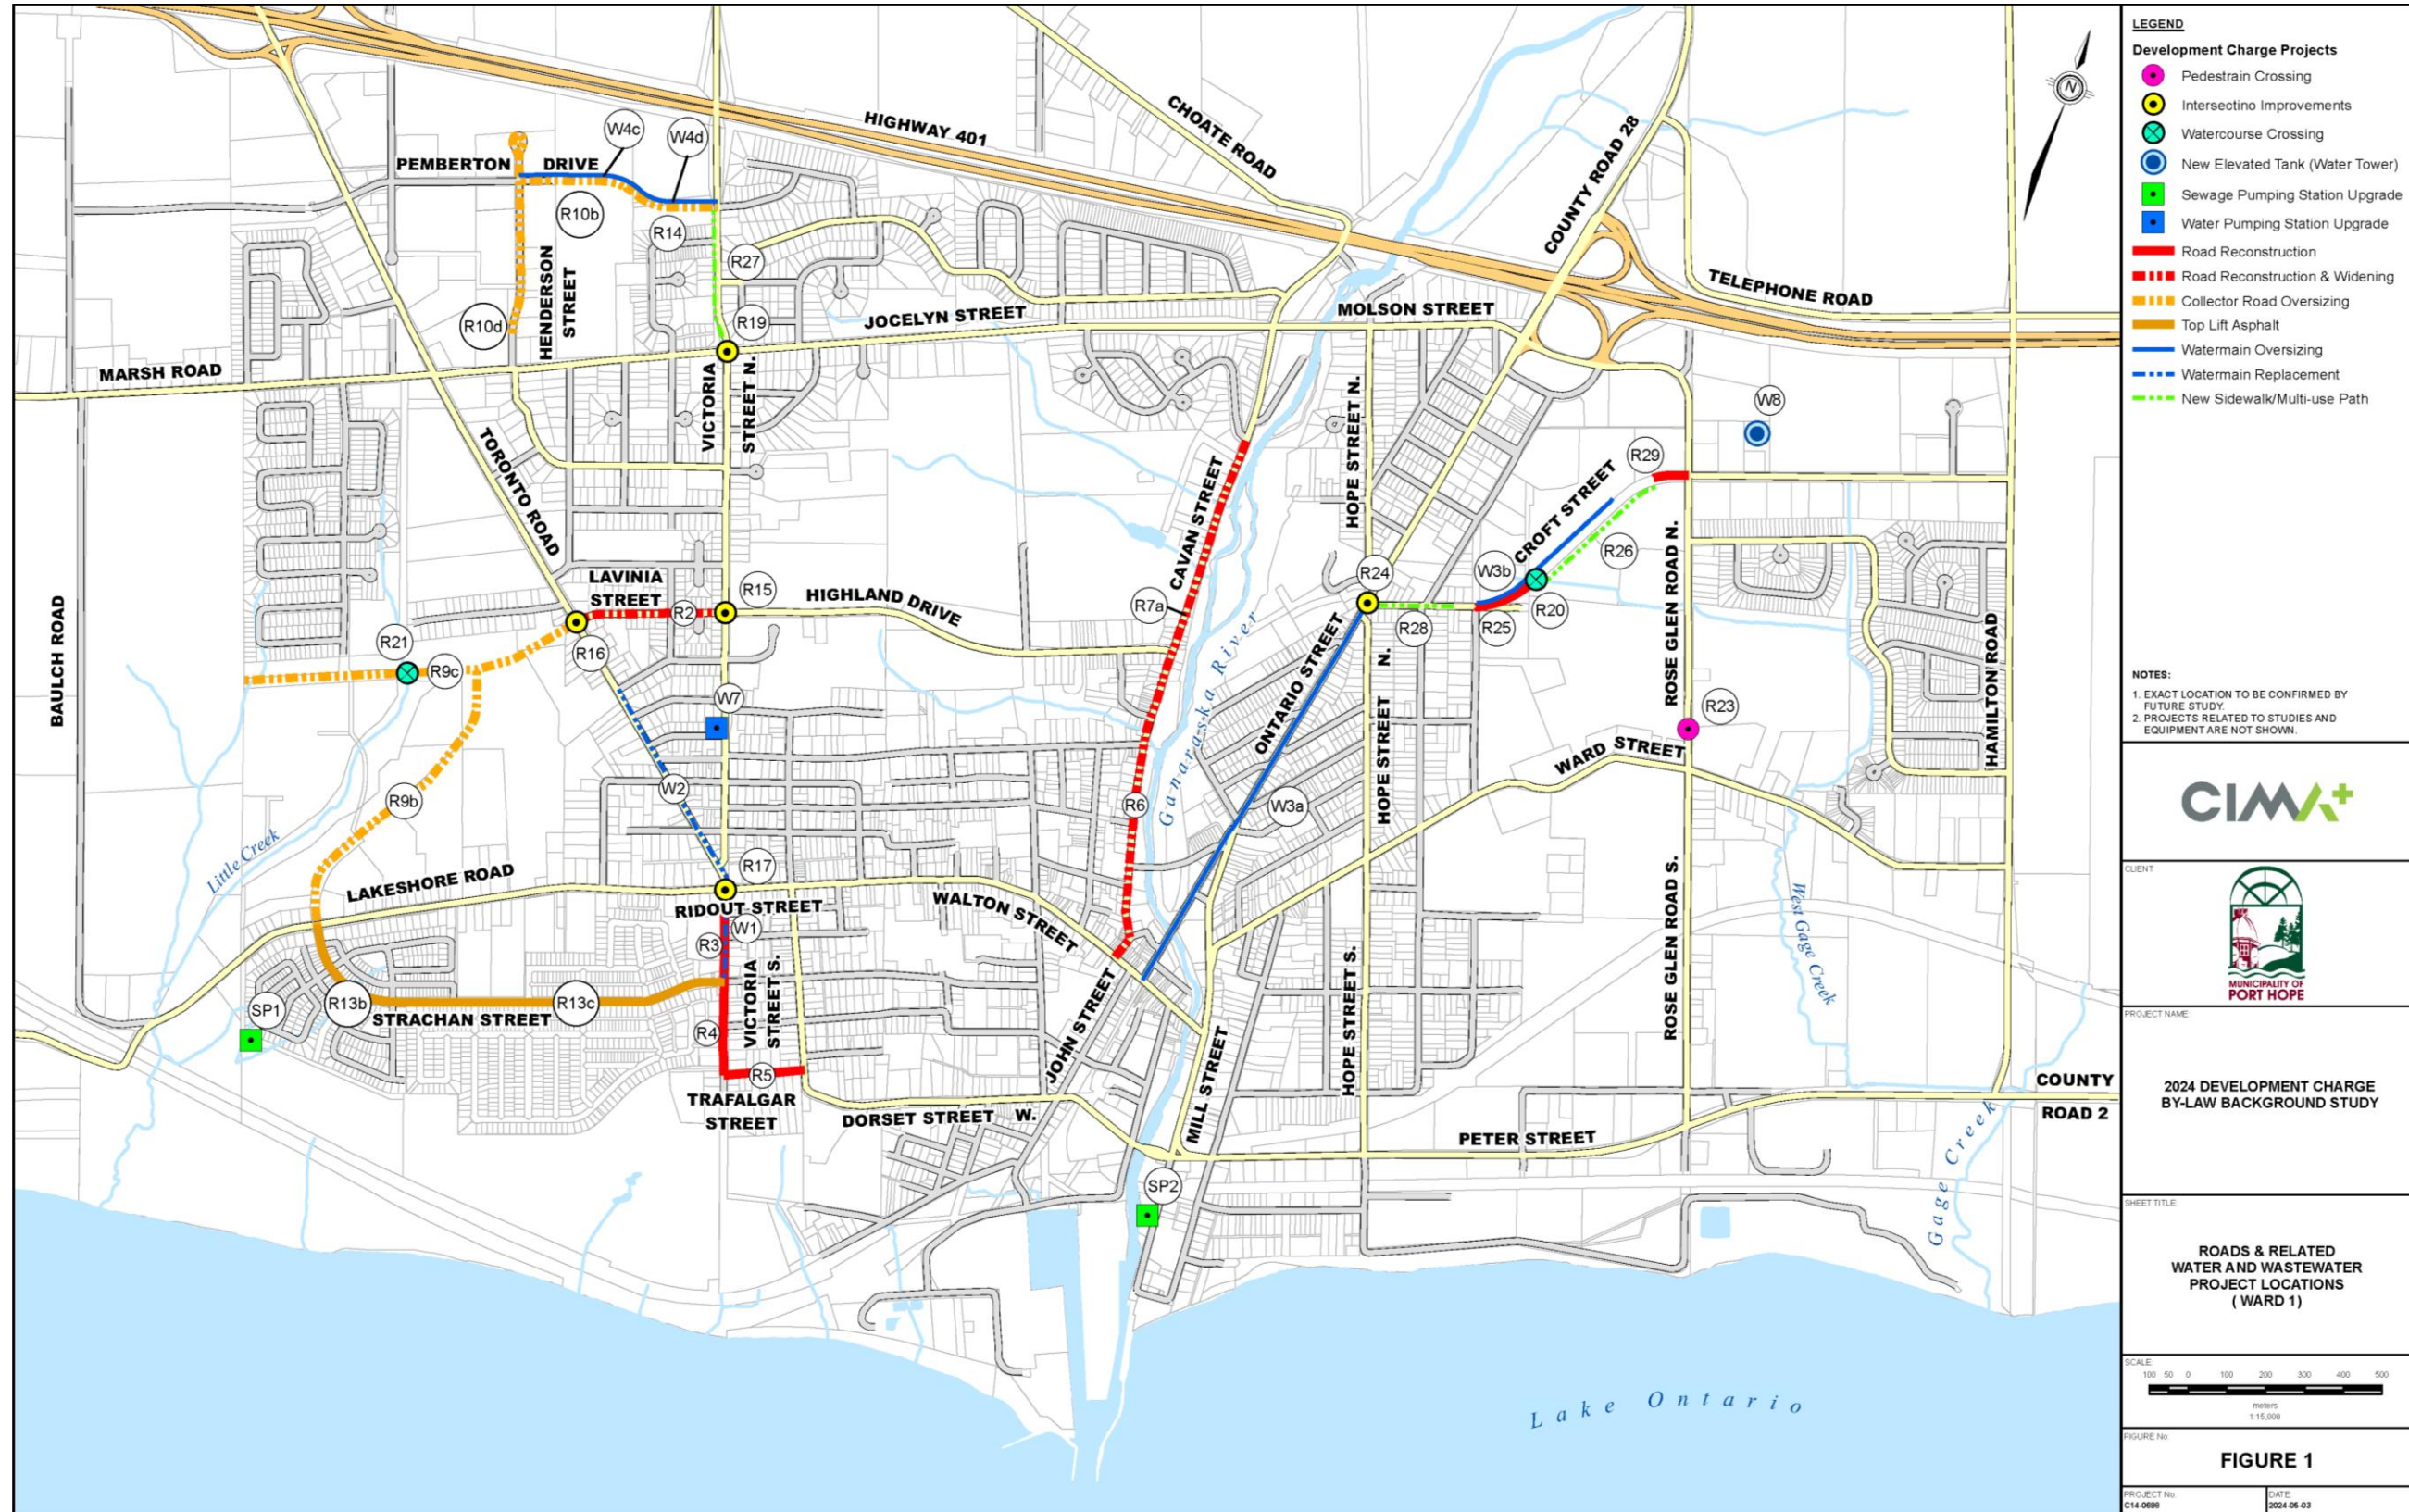 HIGHWAY 401
CHOATE ROAD
COUNTY ROAD 28
TELEPHONE ROAD
PEMBERTON DRIVE
W4c
W4d
R10b
R14
R27
R10d
HENDERSON
STREET
R19
JOCELYN STREET
MOLSON STREET
MARSH ROAD
VICTORIA
STREET N.
TORONTO ROAD
HOPE STREET N.
W8
R29
CROFT STREET
R26
CAVAN STREET
ROSE GLEN ROAD N.
LAVINIA
STREET
R2
R15
HIGHLAND DRIVE
R7a
R24
W3b
R20
R25
R28
BAULCH ROAD
R21
R9c
R16
Ganaraska River
ONTARIO STREET
HOPE STREET N.
HAMILTON ROAD
W7
R23
WARD STREET
W2
R9b
R6
W3a
Little Creek
LAKESHORE ROAD
R17
RIDOUT STREET
WALTON STREET
ROSE GLEN ROAD S.
West Gage Creek
W1
R3
VICTORIA
STREET S.
SP1
R13b
R13c
STRACHAN STREET
R4
JOHN STREET
HOPE STREET S.
R5
TRAFALGAR
STREET
DORSET STREET W.
MILL STREET
PETER STREET
COUNTY
ROAD 2
Gage Creek
SP2
Lake Ontario
N
LEGEND
Development Charge Projects
Pedestrain Crossing
Intersectino Improvements
Watercourse Crossing
New Elevated Tank (Water Tower)
Sewage Pumping Station Upgrade
Water Pumping Station Upgrade
Road Reconstruction
Road Reconstruction & Widening
Collector Road Oversizing
Top Lift Asphalt
Watermain Oversizing
Watermain Replacement
New Sidewalk/Multi-use Path
NOTES:
1. EXACT LOCATION TO BE CONFIRMED BY
FUTURE STUDY.
2. PROJECTS RELATED TO STUDIES AND
EQUIPMENT ARE NOT SHOWN.
CIMA+
CLIENT
MUNICIPALITY OF
PORT HOPE
PROJECT NAME:
2024 DEVELOPMENT CHARGE
BY-LAW BACKGROUND STUDY
SHEET TITLE:
ROADS & RELATED
WATER AND WASTEWATER
PROJECT LOCATIONS
( WARD 1)
SCALE:
100 50 0 100 200 300 400 500
meters
1:15,000
FIGURE No:
FIGURE 1
PROJECT No.
C14-0698
DATE:
2024-05-03